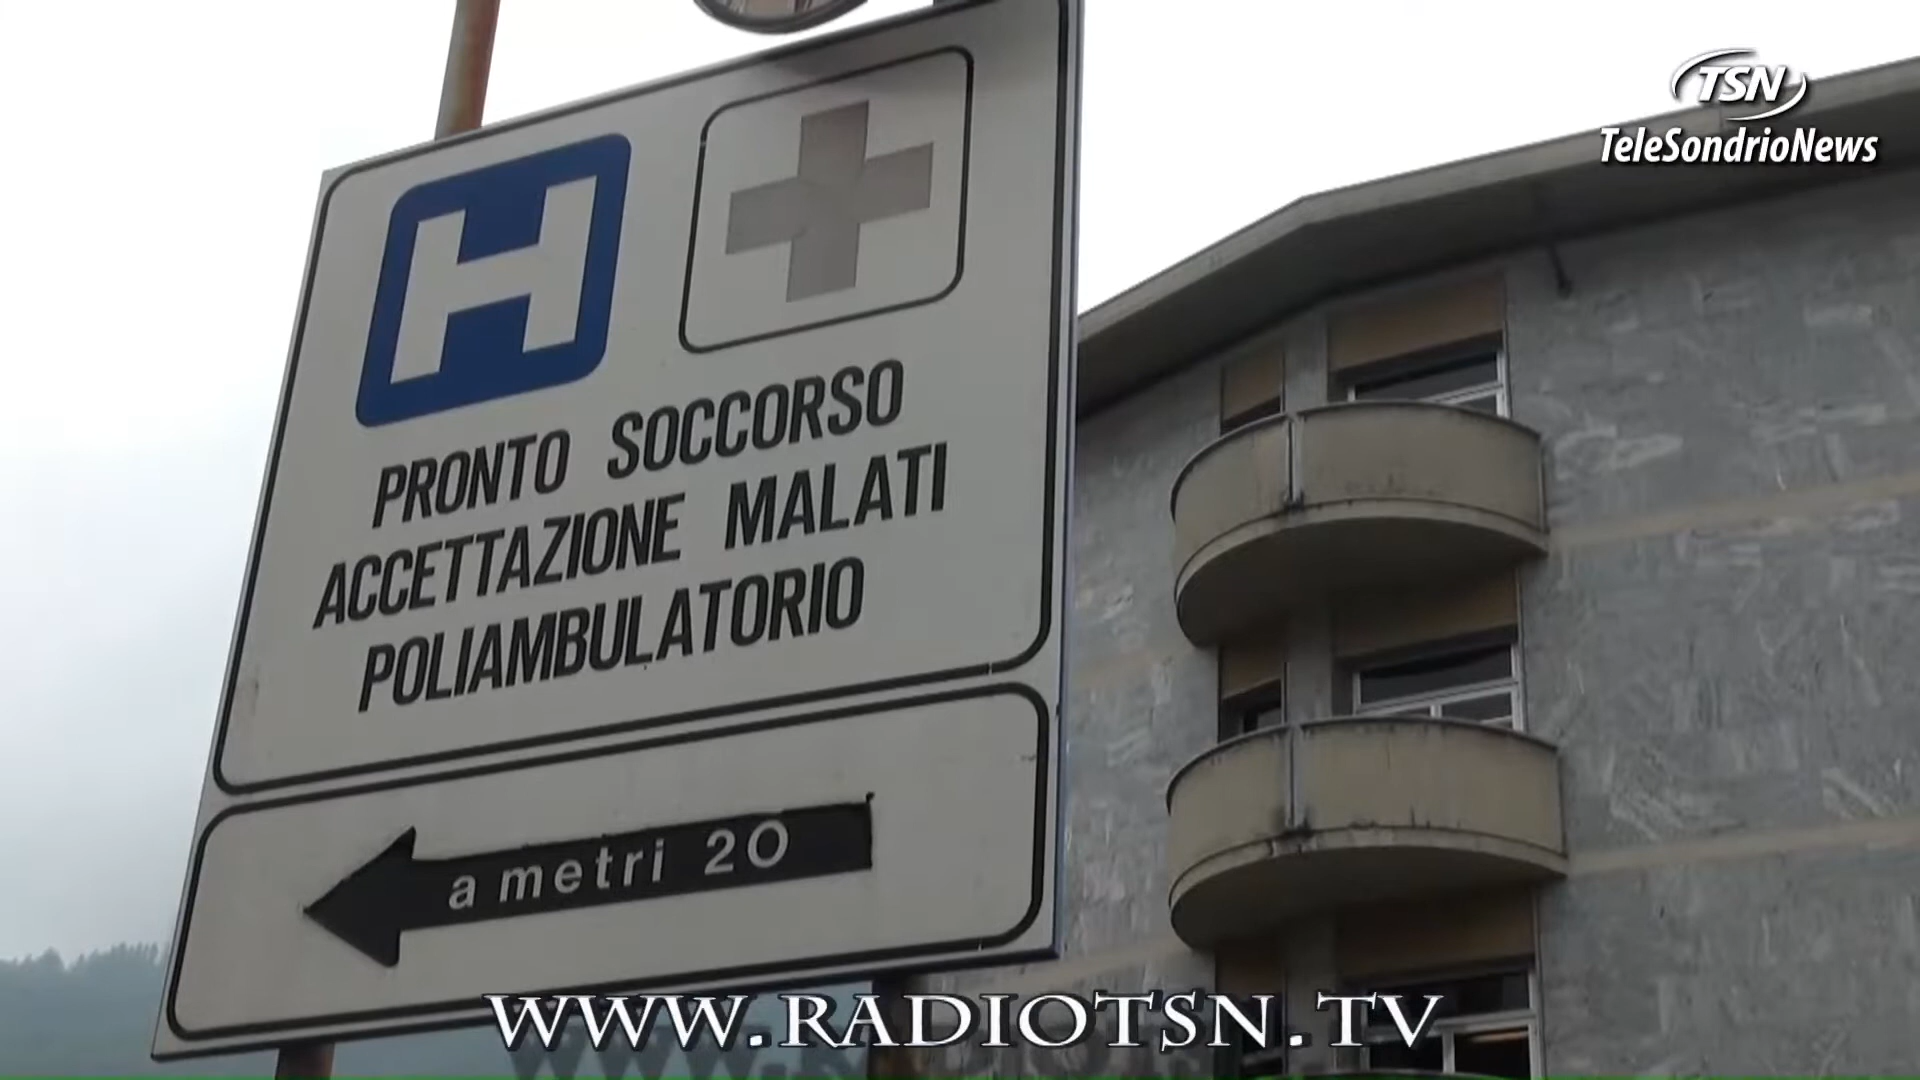 TSN
TeleSondrioNews
H
PRONTO SOCCORSO
ACCETTAZIONE MALATI
POLIAMBULATORIO
a metri 20
WWW.RADIOTSN.TV